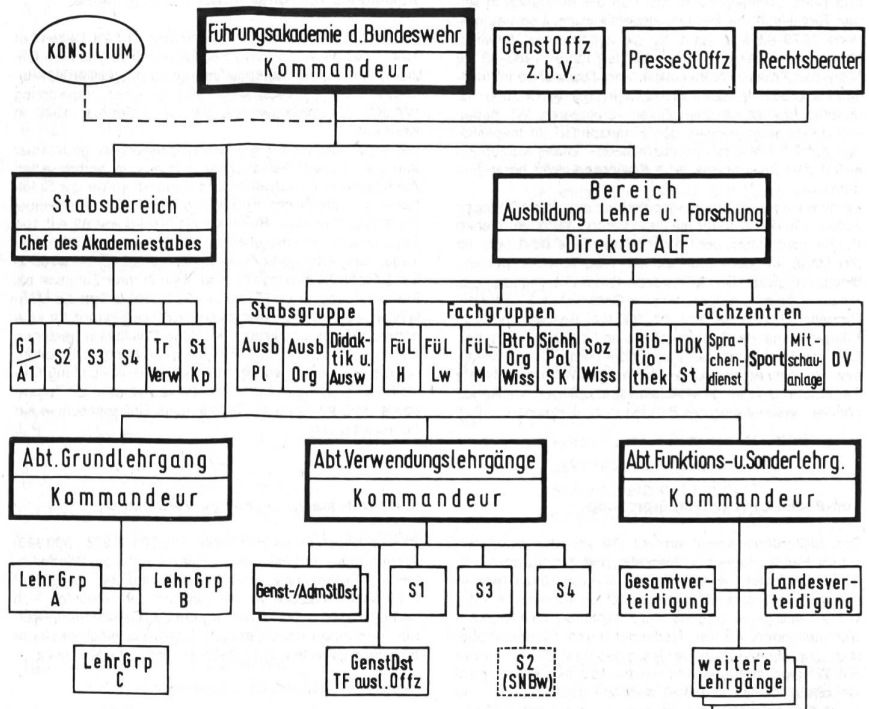 KONSILIUM
Führungsakademie d. Bundeswehr
Kommandeur
GenstOffz
z.D.V.
PresseStOffz
Rechtsberater
Stabsbereich
Chef des Akademiestabes
Bereich
Ausbildung Lehre u. Forschung
Direktor ALF
G1
A1
S2
S3
S4
Tr
Verw
St
Kp
Stabsgruppe
Ausb
Pl
Ausb
Org
Didak-
tik u.
Ausw
Fachgruppen
FüL
H
FüL
Lw
FüL
M
Btrb
Org
Wiss
Sichh
Pol
SK
Soz
Wiss
Fachzentren
Bib-
lio-
thek
DOK
St
Spra-
chen-
dienst
Sport
Mit-
schau-
anlage
DV
Abt.Grundlehrgang
Kommandeur
Abt.Verwendungslehrgänge
Kommandeur
Abt.Funktions-u.Sonderlehrg.
Kommandeur
LehrGrp
A
LehrGrp
B
LehrGrp
C
Genst-/AdmStDst
S1
S3
S4
GenstDst
TF ausl.Offz
S2
(SNBw)
Gesamtver-
teidigung
Landesver-
teidigung
weitere
Lehrgänge